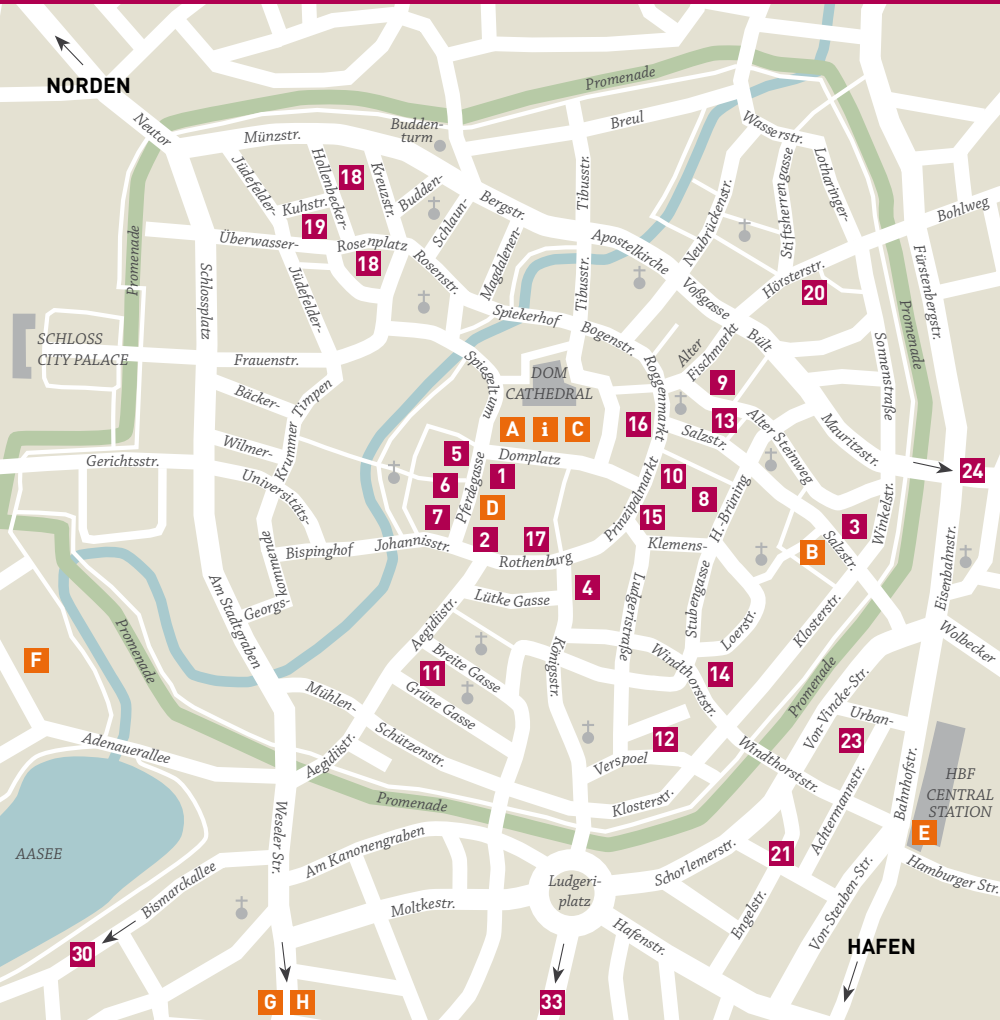 NORDEN
Neutor
Münzstr.
Budden-
turm
Promenade
Breul
Wasserstr.
Jüdefelder-
Hollenbecker-
18
Kreuzstr.
Budden-
Kuhstr.
19
Schlaun-
Bergstr.
Tibusstr.
Neubrückenstr.
Stiftsherrengasse
Lotharinger-
Bohlweg
Promenade
Überwasser-
Rosenplatz
18
Rosenstr.
Magdalenen-
Apostelkirche
Schlossplatz
Jüdefelder-
Tibusstr.
Voßgasse
Hörsterstr.
20
Fürstenbergstr.
Promenade
Spiekerhof
Bogenstr.
SCHLOSS
CITY PALACE
Frauenstr.
Spiegelturm
DOM
CATHEDRAL
Roggenmarkt
Alter
Fischmarkt
Bült
Sonnenstraße
9
Bäcker-
Krummer Timpen
A
i
C
16
Salzstr.
13
Alter Steinweg
Mauritzstr.
Gerichtsstr.
Wilmer-
Universitäts-
5
Domplatz
24
6
1
Pferdegasse
D
7
10
8
Prinzipalmarkt
15
H.-Brüning
Winkelstr.
3
Salzstr.
B
Bispinghof
Johannisstr.
2
17
Rothenburg
Klemens-
kommende
Georgs-
Am Stadtgraben
Lütke Gasse
4
Ludgeristraße
Stubengasse
Loerstr.
Klosterstr.
Eisenbahnstr.
Wolbecker
F
Promenade
Aegidiistr.
Breite Gasse
11
Grüne Gasse
Königsstr.
Windthorststr.
14
Promenade
Von-Vincke-Str.
Urban-
23
Mühlen-
Schützenstr.
Aegidiistr.
12
Verspoel
Windthorststr.
Adenauerallee
Promenade
Klosterstr.
Achtermannstr.
Bahnhofstr.
HBF
CENTRAL
STATION
E
AASEE
Weseler Str.
Am Kanonengraben
Schorlemerstr.
21
Hamburger Str.
Bismarckallee
Moltkestr.
Ludgeri-
platz
Hafenstr.
Engelstr.
Von-Steuben-Str.
30
HAFEN
G
H
33